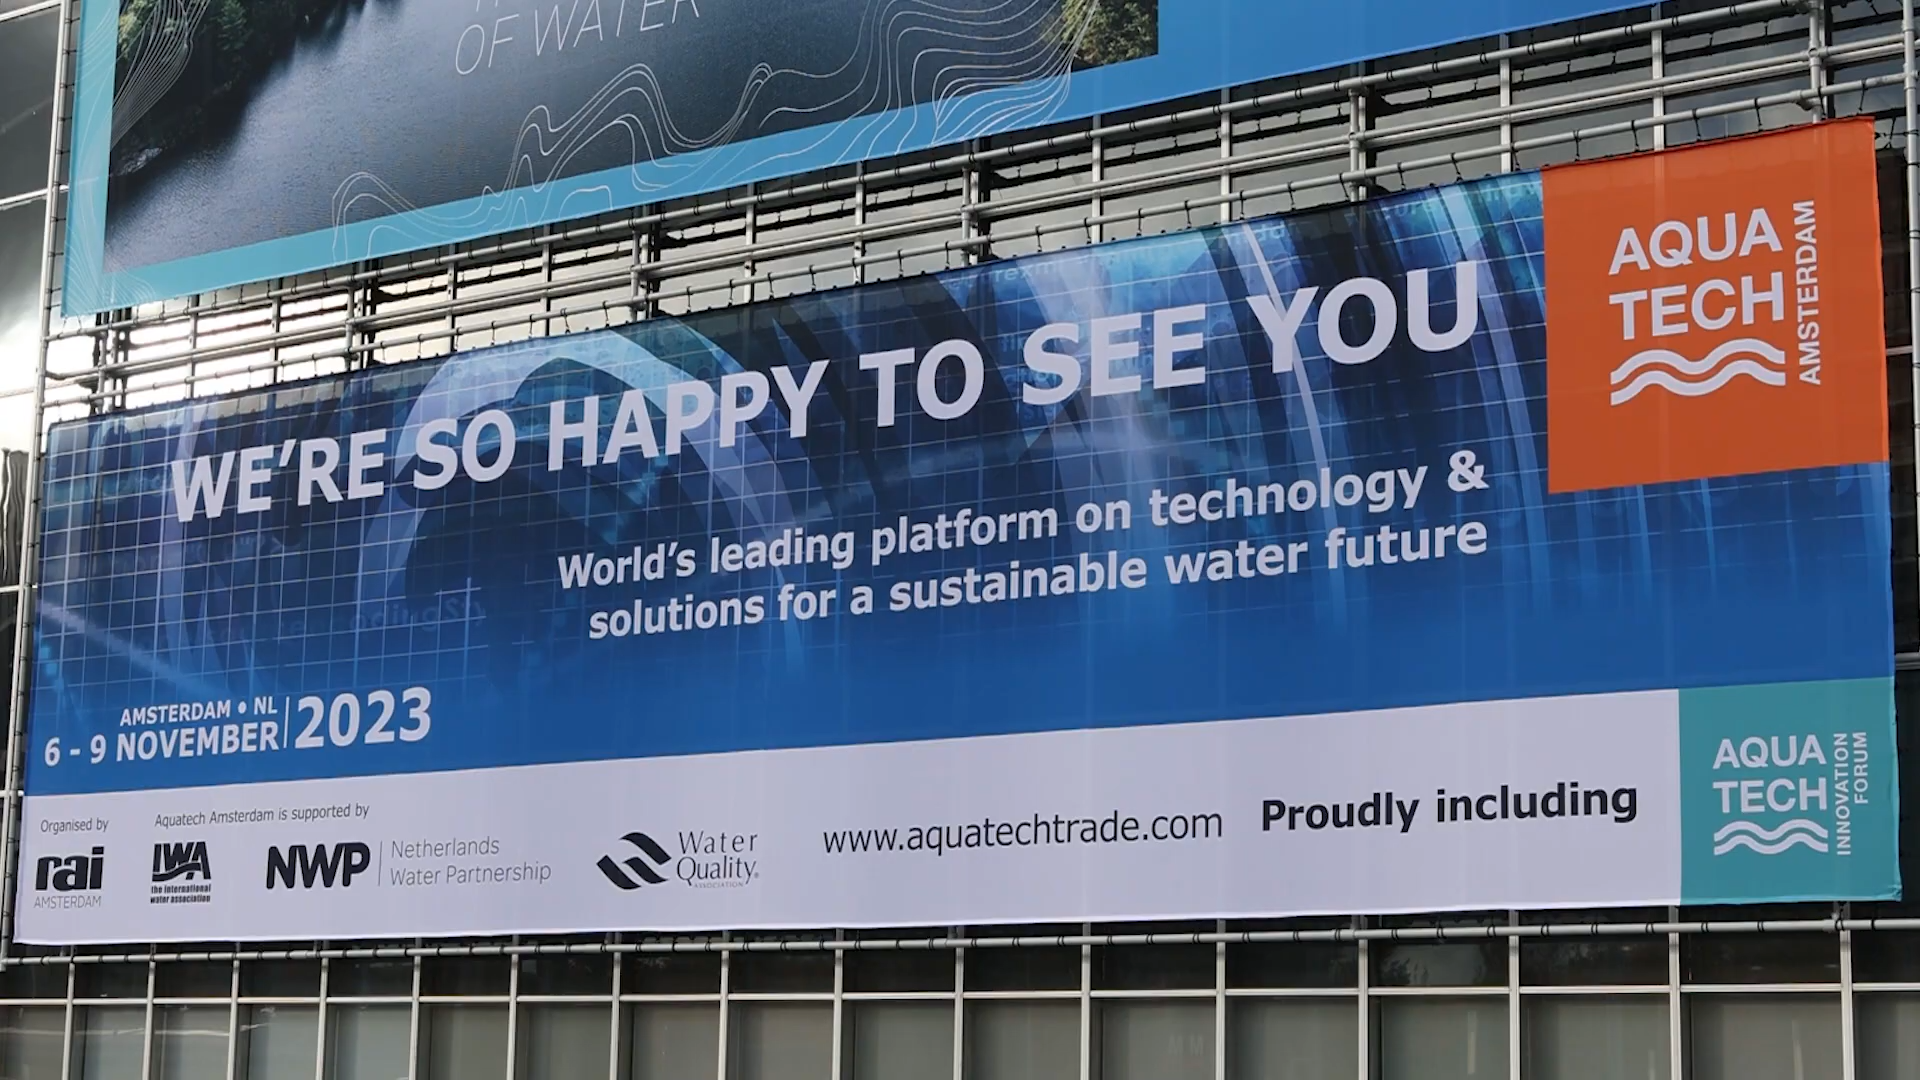 OF WATER
WE'RE SO HAPPY TO SEE YOU
AQUA
TECH
AMSTERDAM
World's leading platform on technology &
solutions for a sustainable water future
AMSTERDAM • NL
6 - 9 NOVEMBER
2023
Organised by
rai
AMSTERDAM
Aquatech Amsterdam is supported by
IWA
the international
water association
NWP
Netherlands
Water Partnership
Water
Quality®
ASSOCIATION
www.aquatechtrade.com
Proudly including
AQUA
TECH
INNOVATION
FORUM